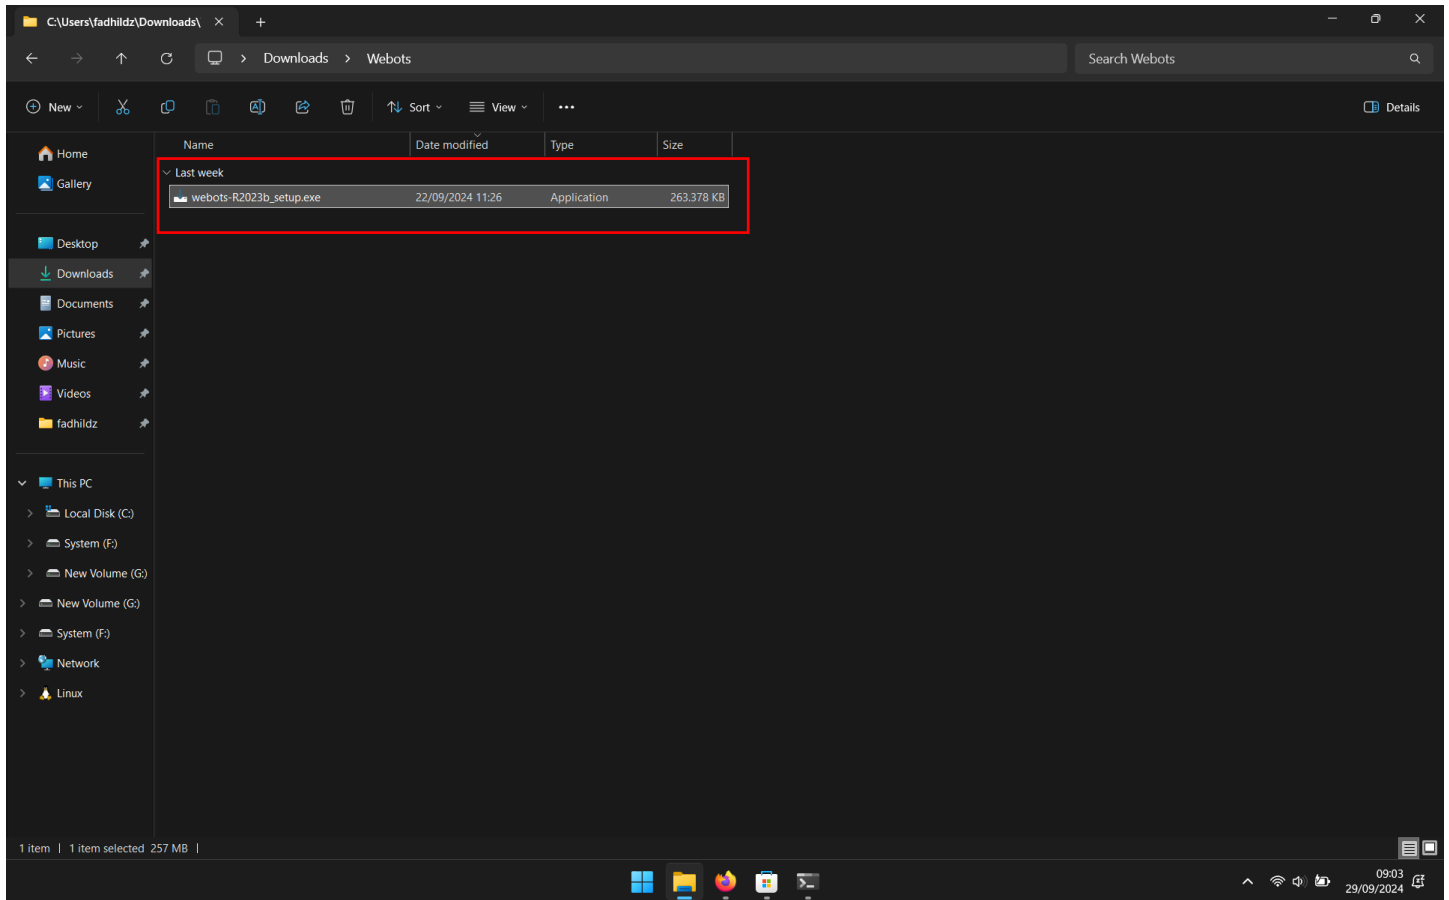 C:\Users\fadhildz\Downloads\
Downloads > Webots
Search Webots
New
Sort
View
Details
Name Date modified Type Size
Last week
webots-R2023b_setup.exe 22/09/2024 11:26 Application 263.378 KB
Home
Gallery
Desktop
Downloads
Documents
Pictures
Music
Videos
fadhildz
This PC
Local Disk (C:)
System (F:)
New Volume (G:)
New Volume (G:)
System (F:)
Network
Linux
1 item | 1 item selected 257 MB |
09:03
29/09/2024